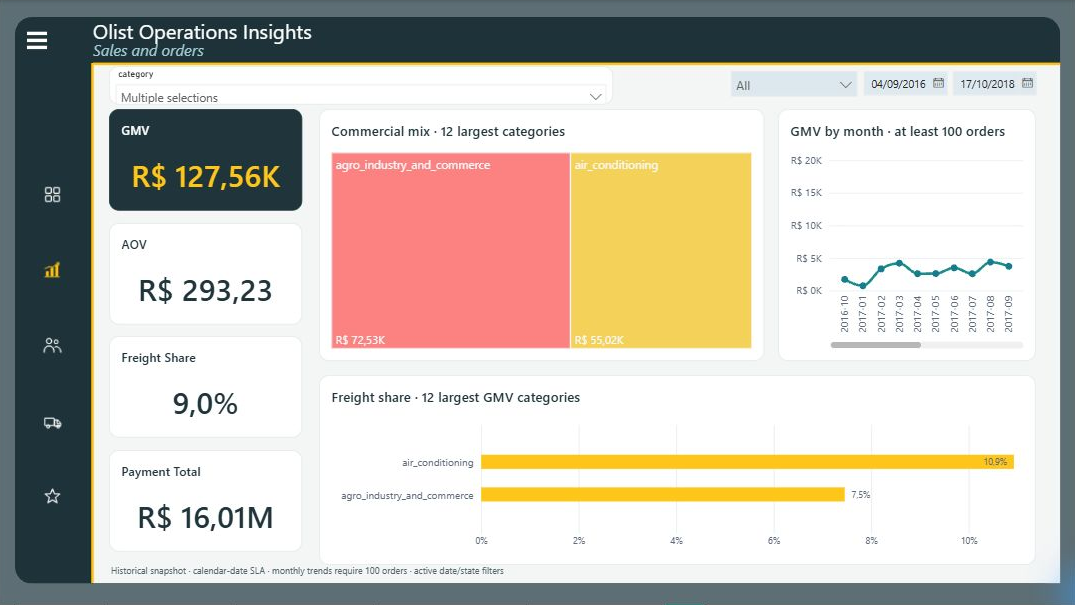 Olist Operations Insights
Sales and orders
category
Multiple selections
All
04/09/2016
17/10/2018
GMV
R$ 127,56K
AOV
R$ 293,23
Freight Share
9,0%
Payment Total
R$ 16,01M
Commercial mix · 12 largest categories
agro_industry_and_commerce
air_conditioning
R$ 72,53K
R$ 55,02K
GMV by month · at least 100 orders
R$ 20K
R$ 15K
R$ 10K
R$ 5K
R$ 0K
2016-10
2017-01
2017-02
2017-03
2017-04
2017-05
2017-06
2017-07
2017-08
2017-09
Freight share · 12 largest GMV categories
air_conditioning
10,9%
agro_industry_and_commerce
7,5%
0%
2%
4%
6%
8%
10%
Historical snapshot · calendar-date SLA · monthly trends require 100 orders · active date/state filters